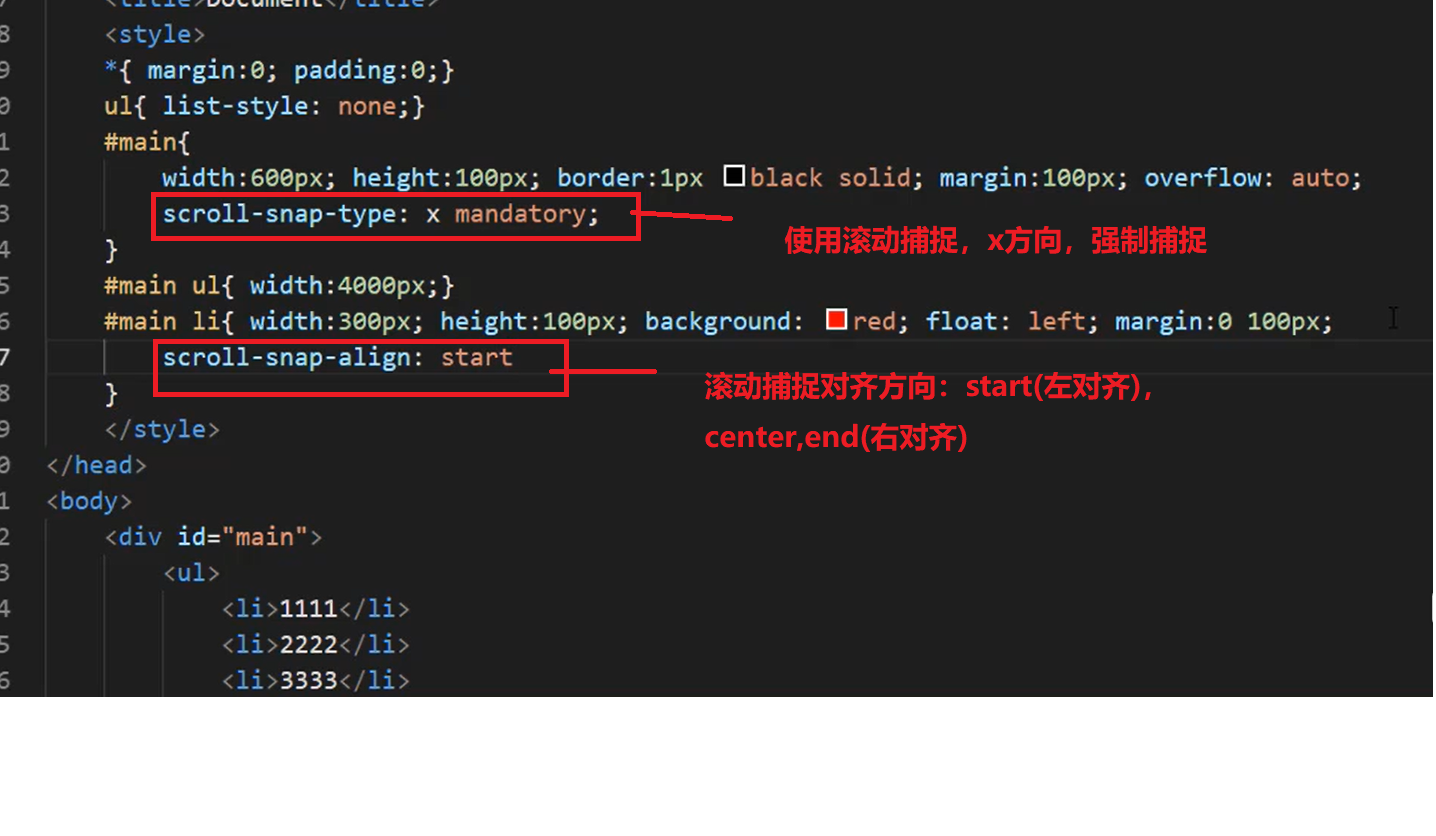 <title>Document</title>
8 <style>
9 *{ margin:0; padding:0;}
0 ul{ list-style: none;}
1 #main{
2 width:600px; height:100px; border:1px black solid; margin:100px; overflow: auto;
3 scroll-snap-type: x mandatory;
使用滚动捕捉，x方向，强制捕捉
4 }
5 #main ul{ width:4000px;}
6 #main li{ width:300px; height:100px; background: red; float: left; margin:0 100px;
7 scroll-snap-align: start
滚动捕捉对齐方向：start(左对齐)，
center,end(右对齐)
8 }
9 </style>
0 </head>
1 <body>
2 <div id="main">
3 <ul>
4 <li>1111</li>
5 <li>2222</li>
6 <li>3333</li>